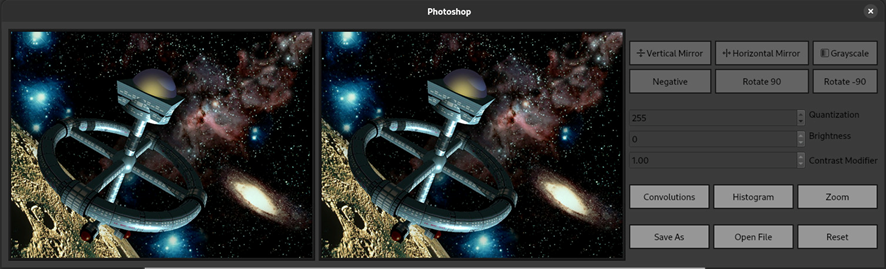 Photoshop
Vertical Mirror Horizontal Mirror Grayscale
Negative Rotate 90 Rotate -90
255 Quantization
0 Brightness
1.00 Contrast Modifier
Convolutions Histogram Zoom
Save As Open File Reset